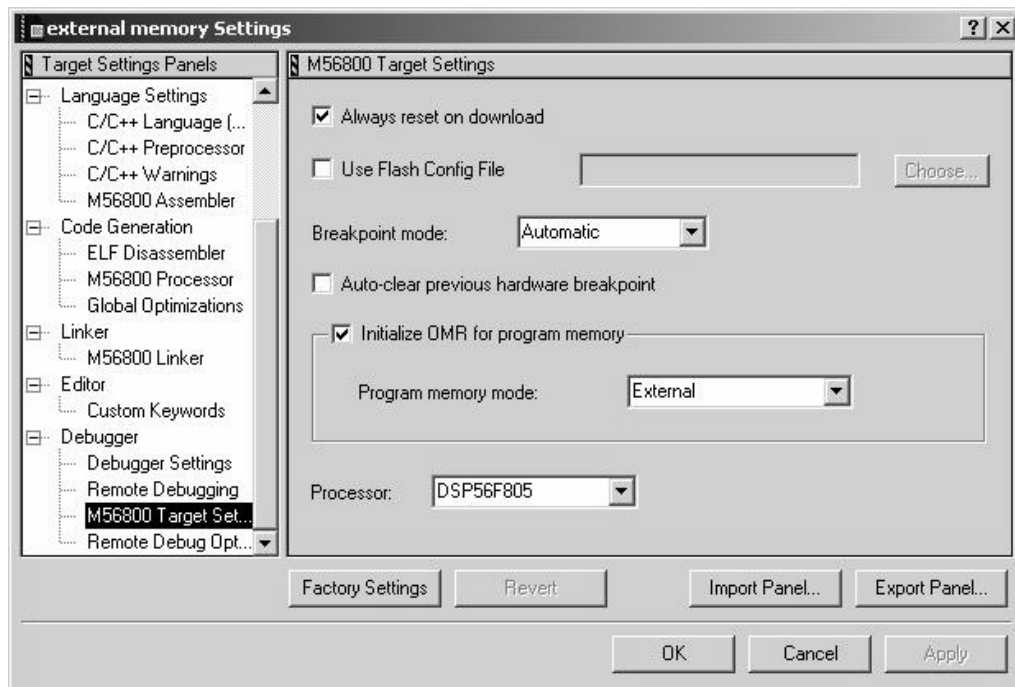 external memory Settings
Target Settings Panels
Language Settings
C/C++ Language (...
C/C++ Preprocessor
C/C++ Warnings
M56800 Assembler
Code Generation
ELF Disassembler
M56800 Processor
Global Optimizations
Linker
M56800 Linker
Editor
Custom Keywords
Debugger
Debugger Settings
Remote Debugging
M56800 Target Set...
Remote Debug Opt...
M56800 Target Settings
Always reset on download
Use Flash Config File
Choose...
Breakpoint mode: Automatic
Auto-clear previous hardware breakpoint
Initialize OMR for program memory
Program memory mode: External
Processor: DSP56F805
Factory Settings Revert Import Panel... Export Panel...
OK Cancel Apply